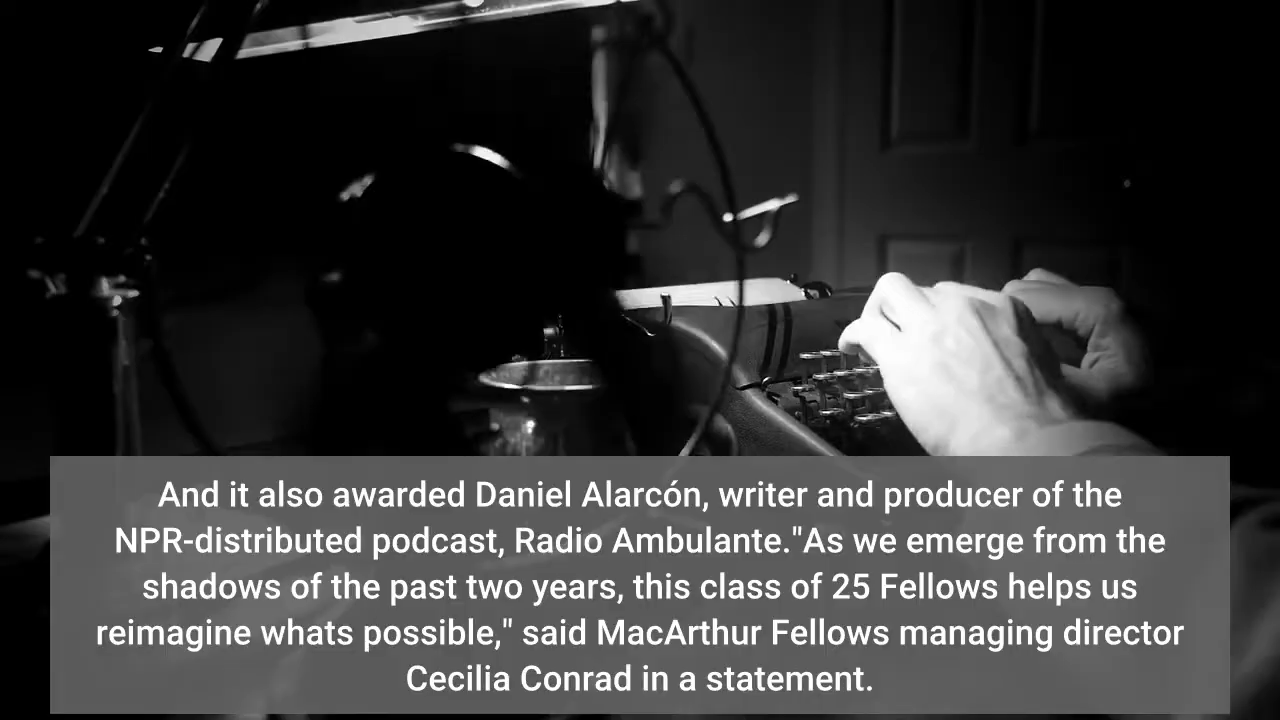 And it also awarded Daniel Alarcón, writer and producer of the
NPR-distributed podcast, Radio Ambulante."As we emerge from the
shadows of the past two years, this class of 25 Fellows helps us
reimagine whats possible," said MacArthur Fellows managing director
Cecilia Conrad in a statement.